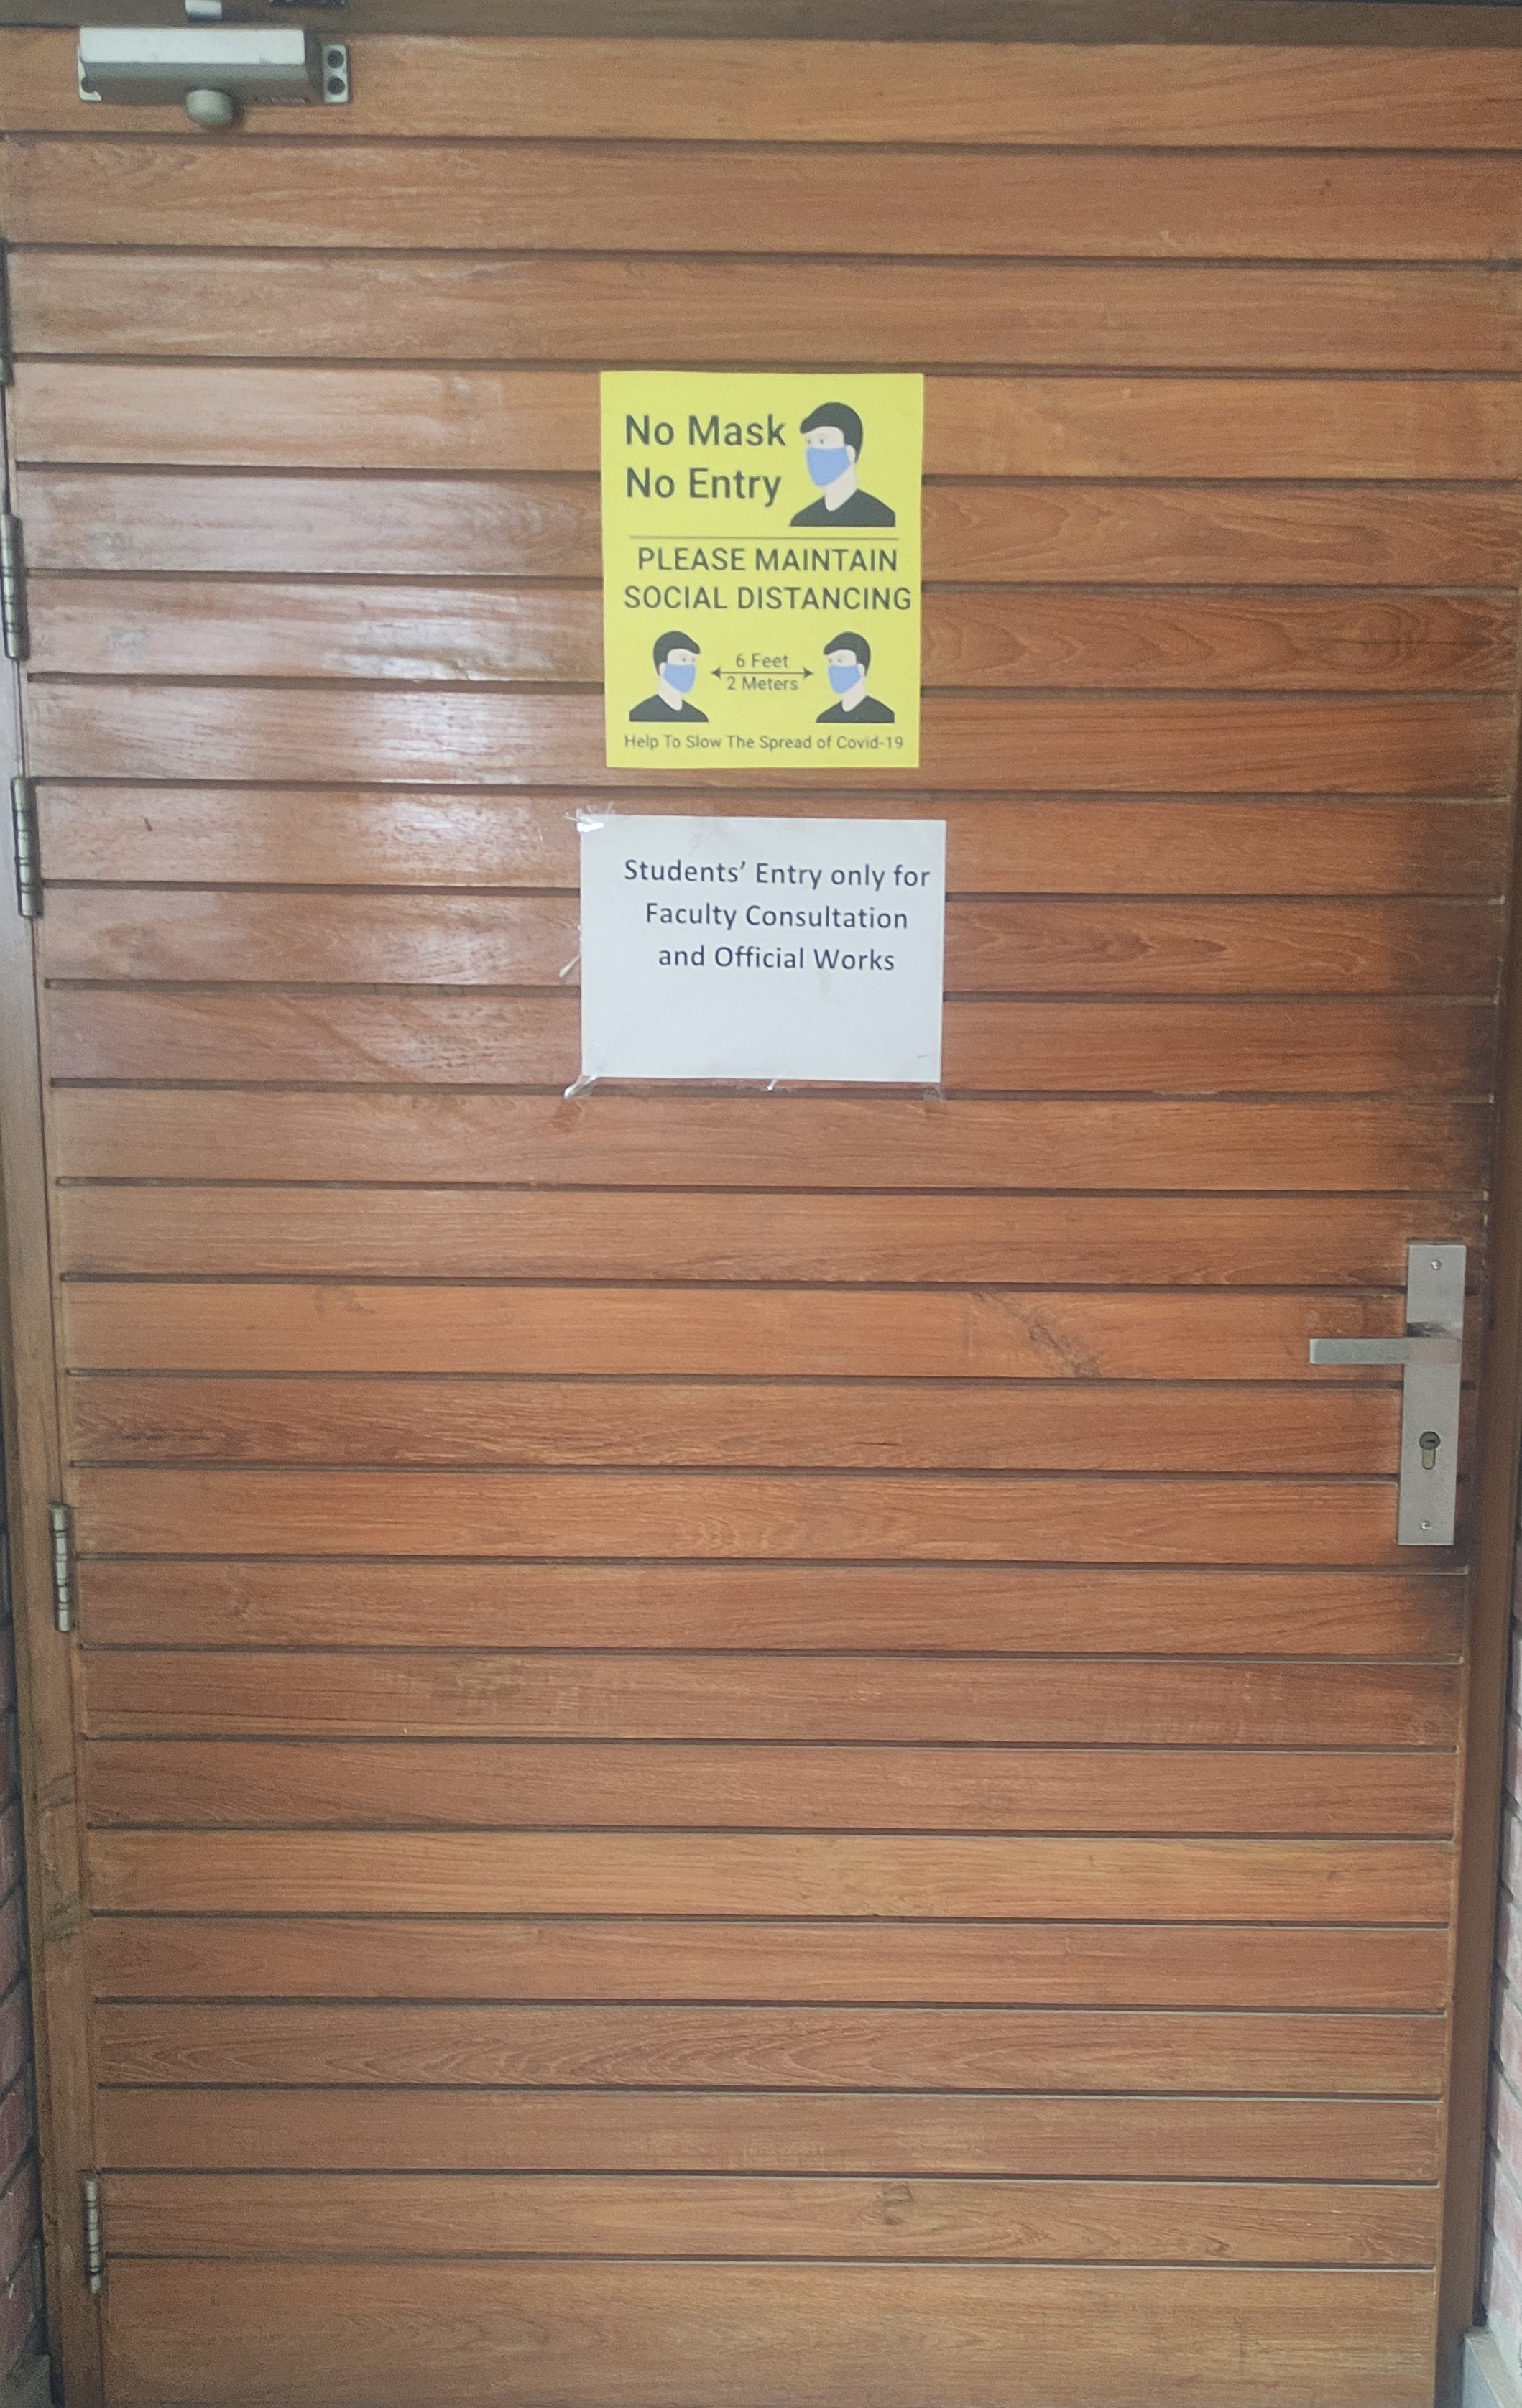 No Mask
No Entry
PLEASE MAINTAIN
SOCIAL DISTANCING
6 Feet
2 Meters
Help To Slow The Spread of Covid-19
Students’ Entry only for
Faculty Consultation
and Official Works